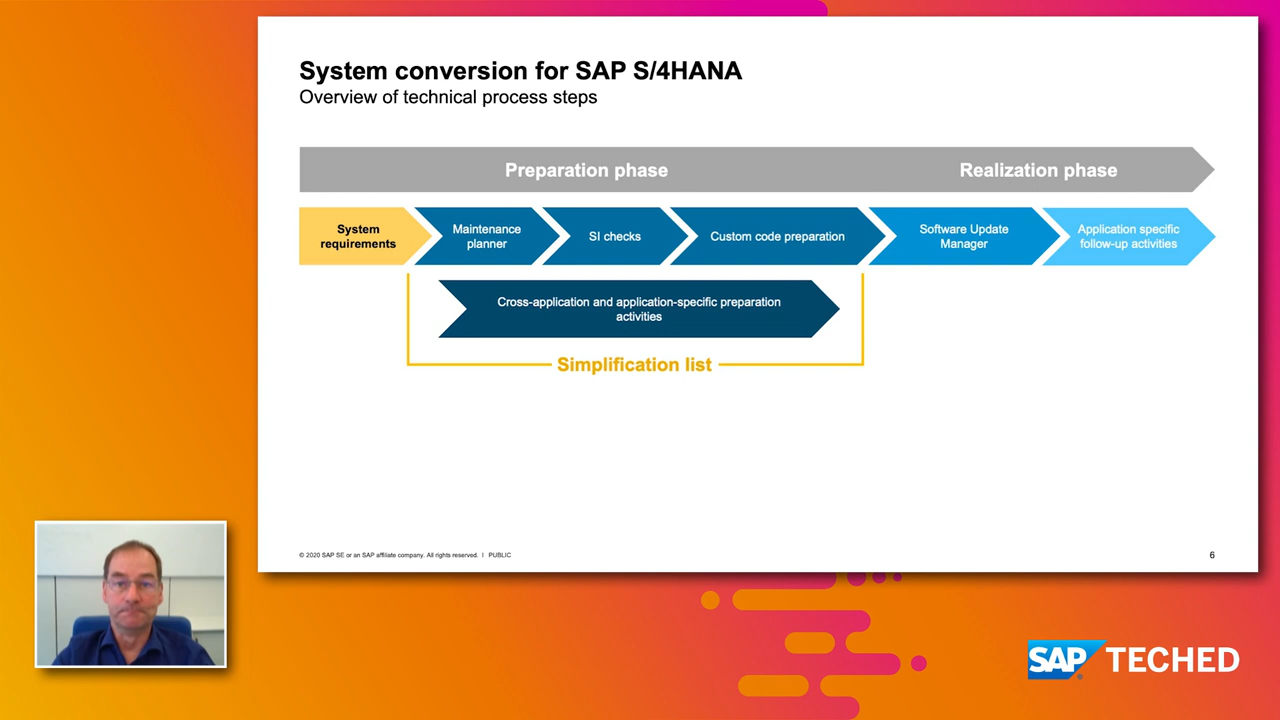 System conversion for SAP S/4HANA
Overview of technical process steps
Preparation phase
Realization phase
System
requirements
Maintenance
planner
SI checks
Custom code preparation
Software Update
Manager
Application specific
follow-up activities
Cross-application and application-specific preparation
activities
Simplification list
© 2020 SAP SE or an SAP affiliate company. All rights reserved. | PUBLIC
6
SAP TECHED